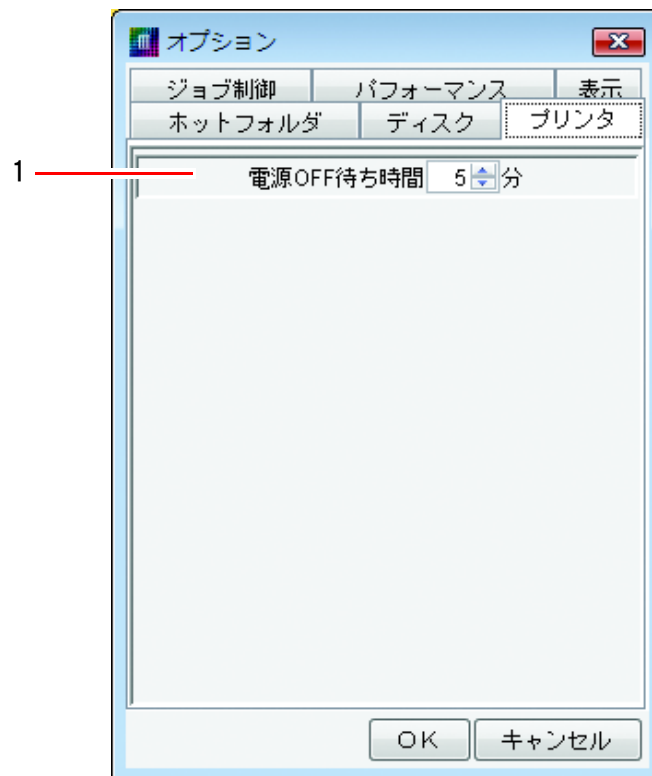 オプション
ジョブ制御 パフォーマンス 表示
ホットフォルダ ディスク プリンタ
1
電源OFF待ち時間 5 分
OK キャンセル